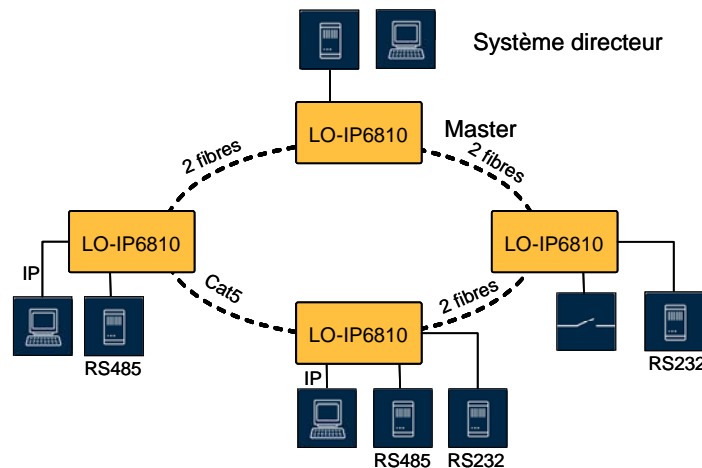 Système directeur
LO-IP6810
Master
2 fibres
2 fibres
LO-IP6810
LO-IP6810
IP
Cat5
2 fibres
LO-IP6810
RS485
RS232
IP
RS485
RS232